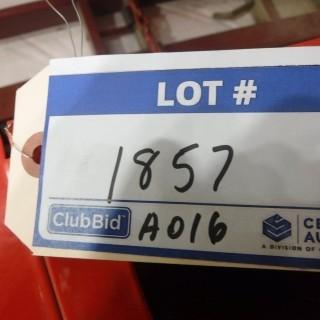 LOT #
1857
ClubBid A016
A DIVISION OF